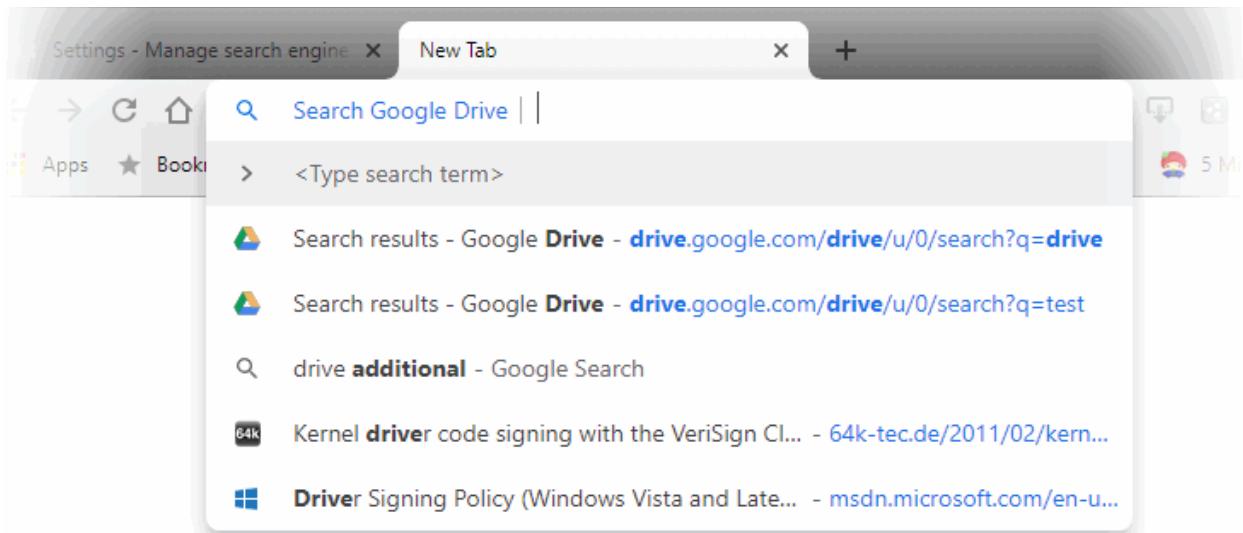 Settings - Manage search engine
New Tab
Search Google Drive
Apps
Book
5 Mi
<Type search term>
Search results - Google Drive - drive.google.com/drive/u/0/search?q=drive
Search results - Google Drive - drive.google.com/drive/u/0/search?q=test
drive additional - Google Search
64k
Kernel driver code signing with the VeriSign Cl... - 64k-tec.de/2011/02/kern...
Driver Signing Policy (Windows Vista and Late... - msdn.microsoft.com/en-u...